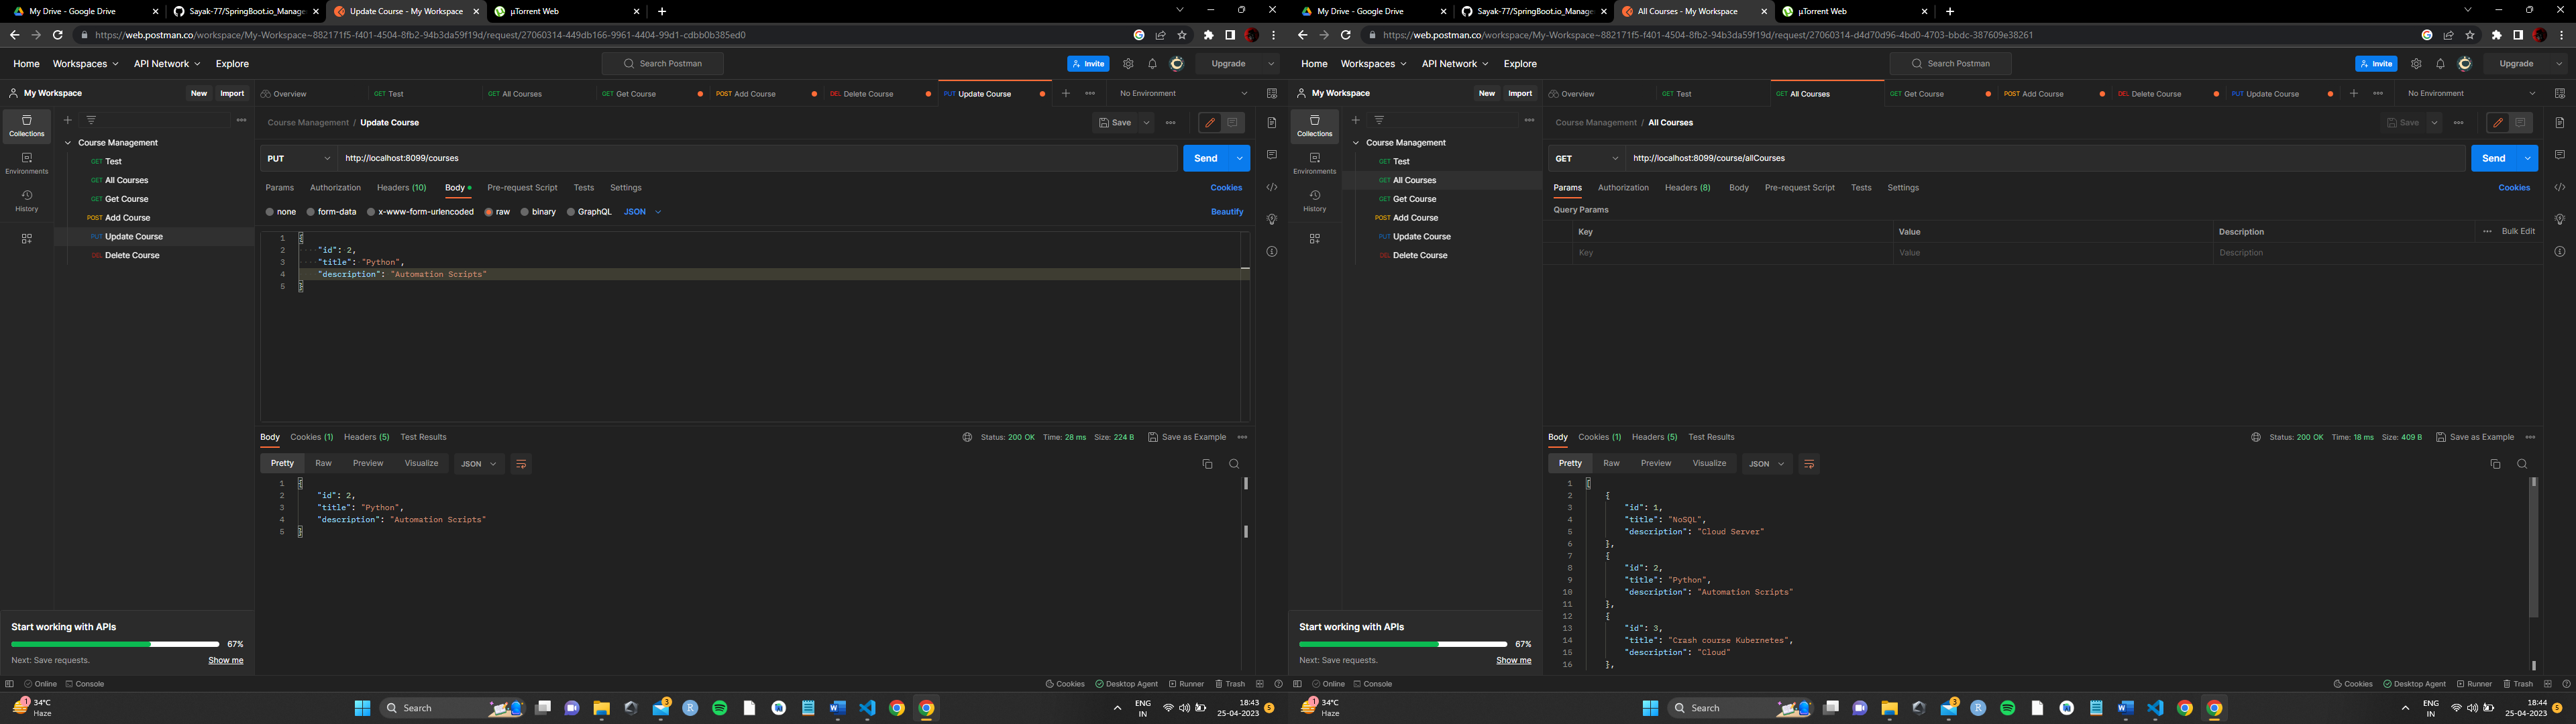 My Drive - Google Drive
Sayak-77/SpringBoot.io_Manage
Update Course - My Workspace
µTorrent Web
https://web.postman.co/workspace/My-Workspace~882171f5-f401-4504-8fb2-94b3da59f19d/request/27060314-449db166-9961-4404-99d1-cdbb0b385ed0
Home Workspaces API Network Explore
Search Postman
Invite
Upgrade
My Workspace New Import
Overview
GET Test
GET All Courses
GET Get Course
POST Add Course
DEL Delete Course
PUT Update Course
No Environment
Collections
Environments
History
Course Management
GET Test
GET All Courses
GET Get Course
POST Add Course
PUT Update Course
DEL Delete Course
Course Management / Update Course
Save
PUT http://localhost:8099/courses Send
Params Authorization Headers (10) Body Pre-request Script Tests Settings Cookies
none form-data x-www-form-urlencoded raw binary GraphQL JSON Beautify
1 {
2 "id": 2,
3 "title": "Python",
4 "description": "Automation Scripts"
5 }
Body Cookies (1) Headers (5) Test Results Status: 200 OK Time: 28 ms Size: 224 B Save as Example
Pretty Raw Preview Visualize JSON
1 {
2 "id": 2,
3 "title": "Python",
4 "description": "Automation Scripts"
5 }
Start working with APIs
67%
Next: Save requests. Show me
Online Console Cookies Desktop Agent Runner Trash
1 34°C
Haze
Search
3
ENG
IN
18:43
25-04-2023
5
My Drive - Google Drive
Sayak-77/SpringBoot.io_Manage
All Courses - My Workspace
µTorrent Web
https://web.postman.co/workspace/My-Workspace~882171f5-f401-4504-8fb2-94b3da59f19d/request/27060314-d4d70d96-4bd0-4703-bbdc-387609e38261
Home Workspaces API Network Explore
Search Postman
Invite
Upgrade
My Workspace New Import
Overview
GET Test
GET All Courses
GET Get Course
POST Add Course
DEL Delete Course
PUT Update Course
No Environment
Collections
Environments
History
Course Management
GET Test
GET All Courses
GET Get Course
POST Add Course
PUT Update Course
DEL Delete Course
Course Management / All Courses
Save
GET http://localhost:8099/course/allCourses Send
Params Authorization Headers (8) Body Pre-request Script Tests Settings Cookies
Query Params
Key Value Description Bulk Edit
Key Value Description
Body Cookies (1) Headers (5) Test Results Status: 200 OK Time: 18 ms Size: 409 B Save as Example
Pretty Raw Preview Visualize JSON
1 [
2 {
3 "id": 1,
4 "title": "NoSQL",
5 "description": "Cloud Server"
6 },
7 {
8 "id": 2,
9 "title": "Python",
10 "description": "Automation Scripts"
11 },
12 {
13 "id": 3,
14 "title": "Crash course Kubernetes",
15 "description": "Cloud"
16 },
Start working with APIs
67%
Next: Save requests. Show me
Online Console Cookies Desktop Agent Runner Trash
1 34°C
Haze
Search
3
ENG
IN
18:44
25-04-2023
5